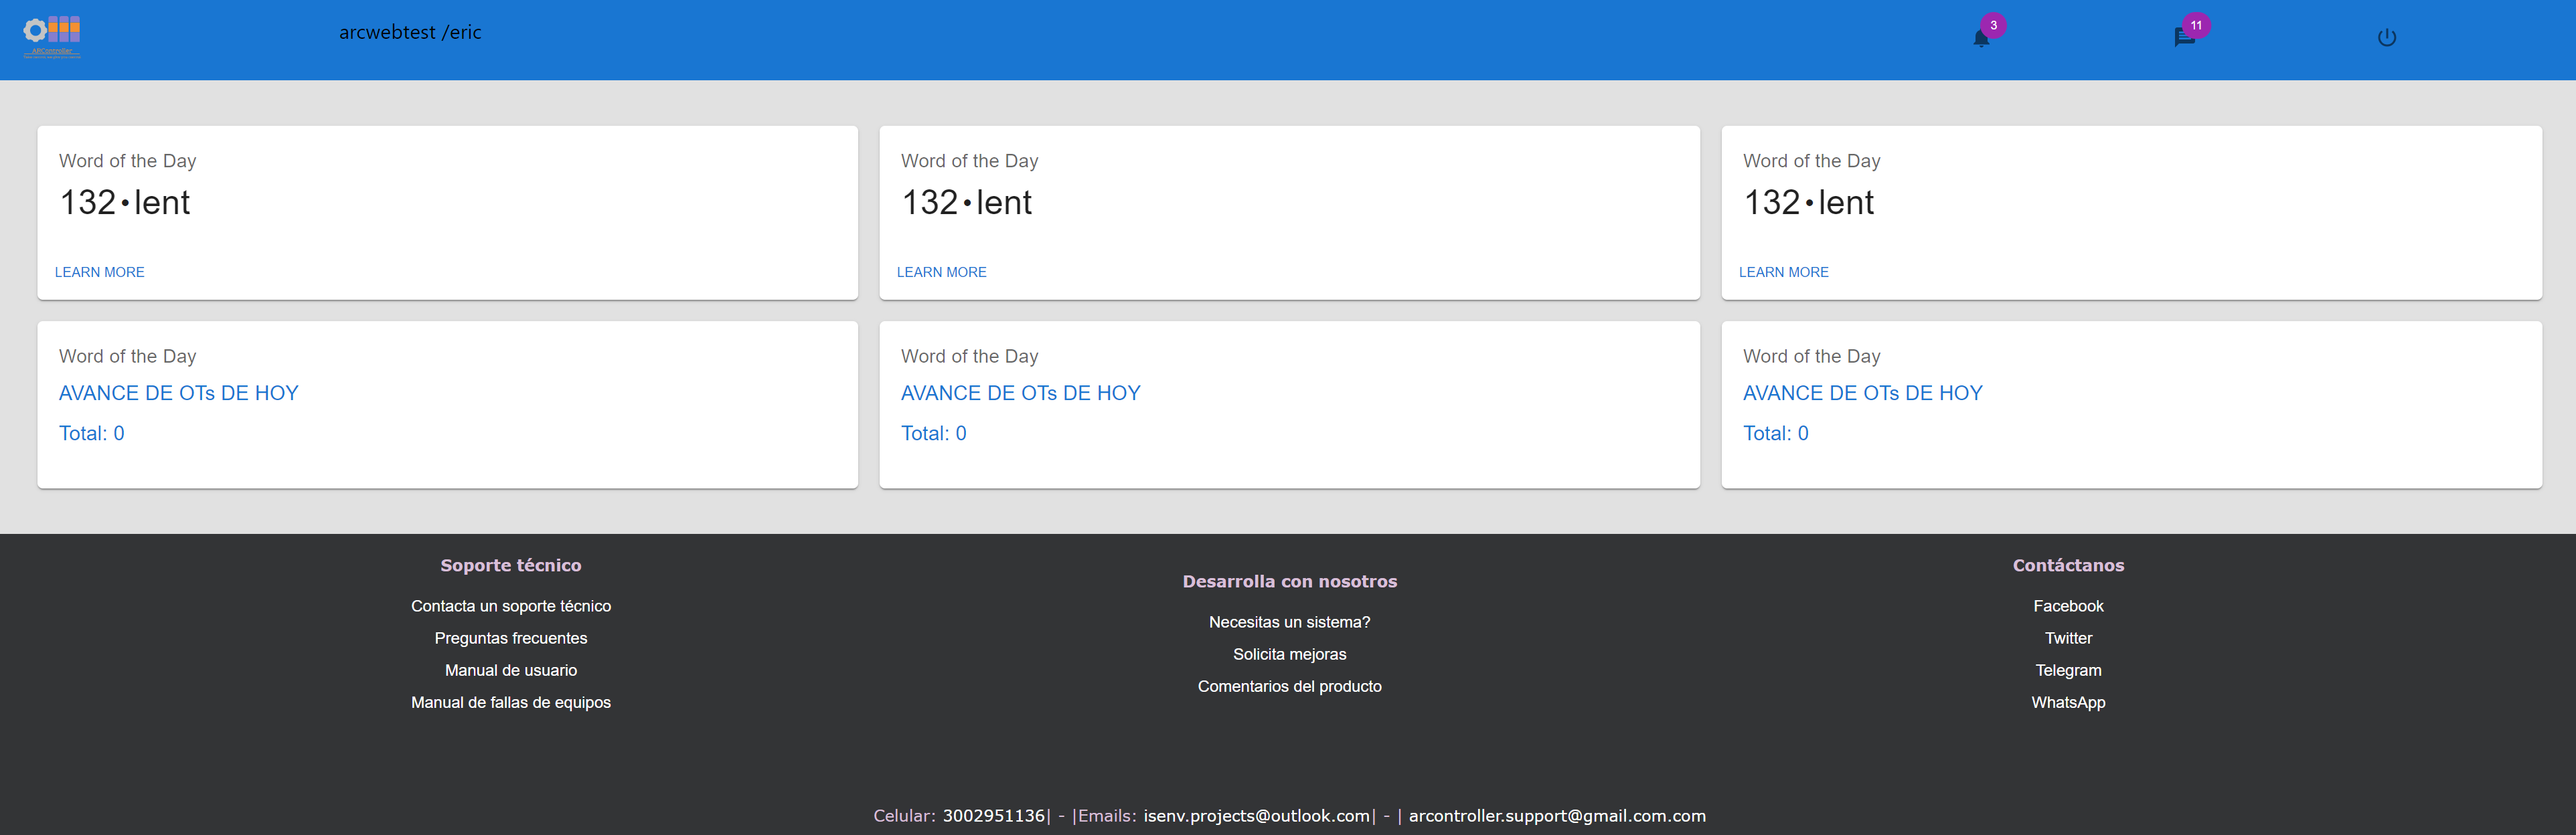 ARController
arcwebtest /eric
3
11
Word of the Day
132•lent
LEARN MORE
Word of the Day
132•lent
LEARN MORE
Word of the Day
132•lent
LEARN MORE
Word of the Day
AVANCE DE OTs DE HOY
Total: 0
Word of the Day
AVANCE DE OTs DE HOY
Total: 0
Word of the Day
AVANCE DE OTs DE HOY
Total: 0
Soporte técnico
Contacta un soporte técnico
Preguntas frecuentes
Manual de usuario
Manual de fallas de equipos
Desarrolla con nosotros
Necesitas un sistema?
Solicita mejoras
Comentarios del producto
Contáctanos
Facebook
Twitter
Telegram
WhatsApp
Celular: 3002951136| - |Emails: isenv.projects@outlook.com| - | arcontroller.support@gmail.com.com